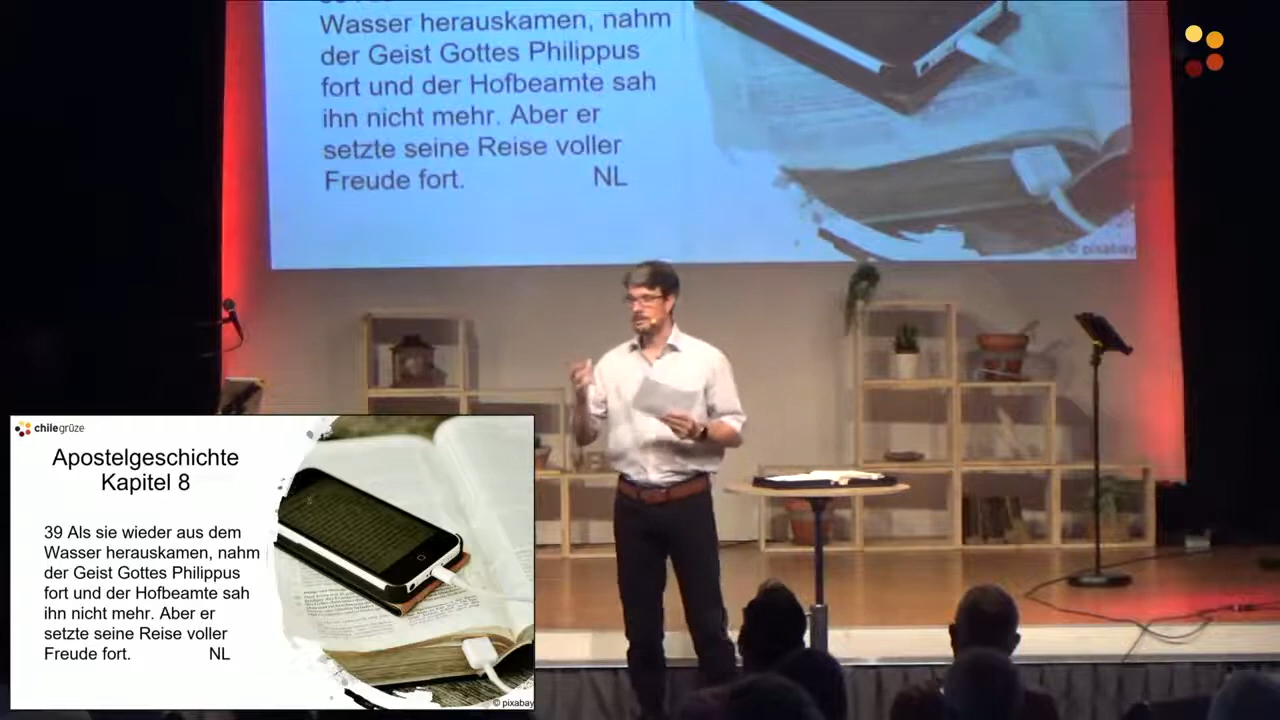 Wasser herauskamen, nahm
der Geist Gottes Philippus
fort und der Hofbeamte sah
ihn nicht mehr. Aber er
setzte seine Reise voller
Freude fort. NL
© pixabay
chilegrüze
Apostelgeschichte
Kapitel 8
39 Als sie wieder aus dem
Wasser herauskamen, nahm
der Geist Gottes Philippus
fort und der Hofbeamte sah
ihn nicht mehr. Aber er
setzte seine Reise voller
Freude fort. NL
© pixabay